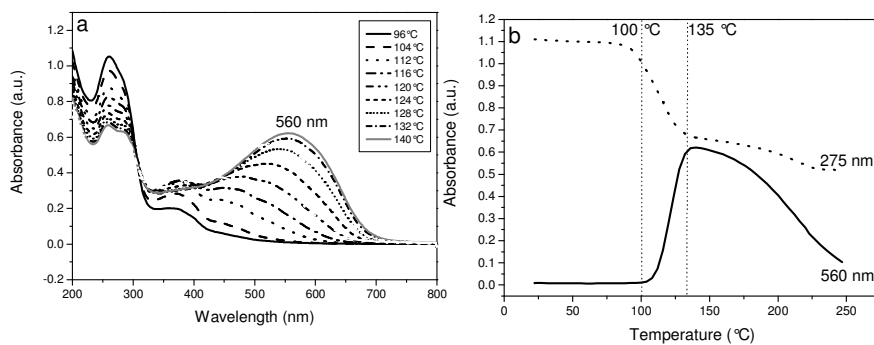 a
560 nm
96°C
104°C
112°C
116°C
120°C
124°C
128°C
132°C
140°C
Absorbance (a.u.)
1.2
1.0
0.8
0.6
0.4
0.2
0.0
-0.2
200 300 400 500 600 700 800
Wavelength (nm)
b
100 °C
135 °C
275 nm
560 nm
Absorbance (a.u.)
1.2
1.1
1.0
0.9
0.8
0.7
0.6
0.5
0.4
0.3
0.2
0.1
0.0
0 50 100 150 200 250
Temperature (°C)